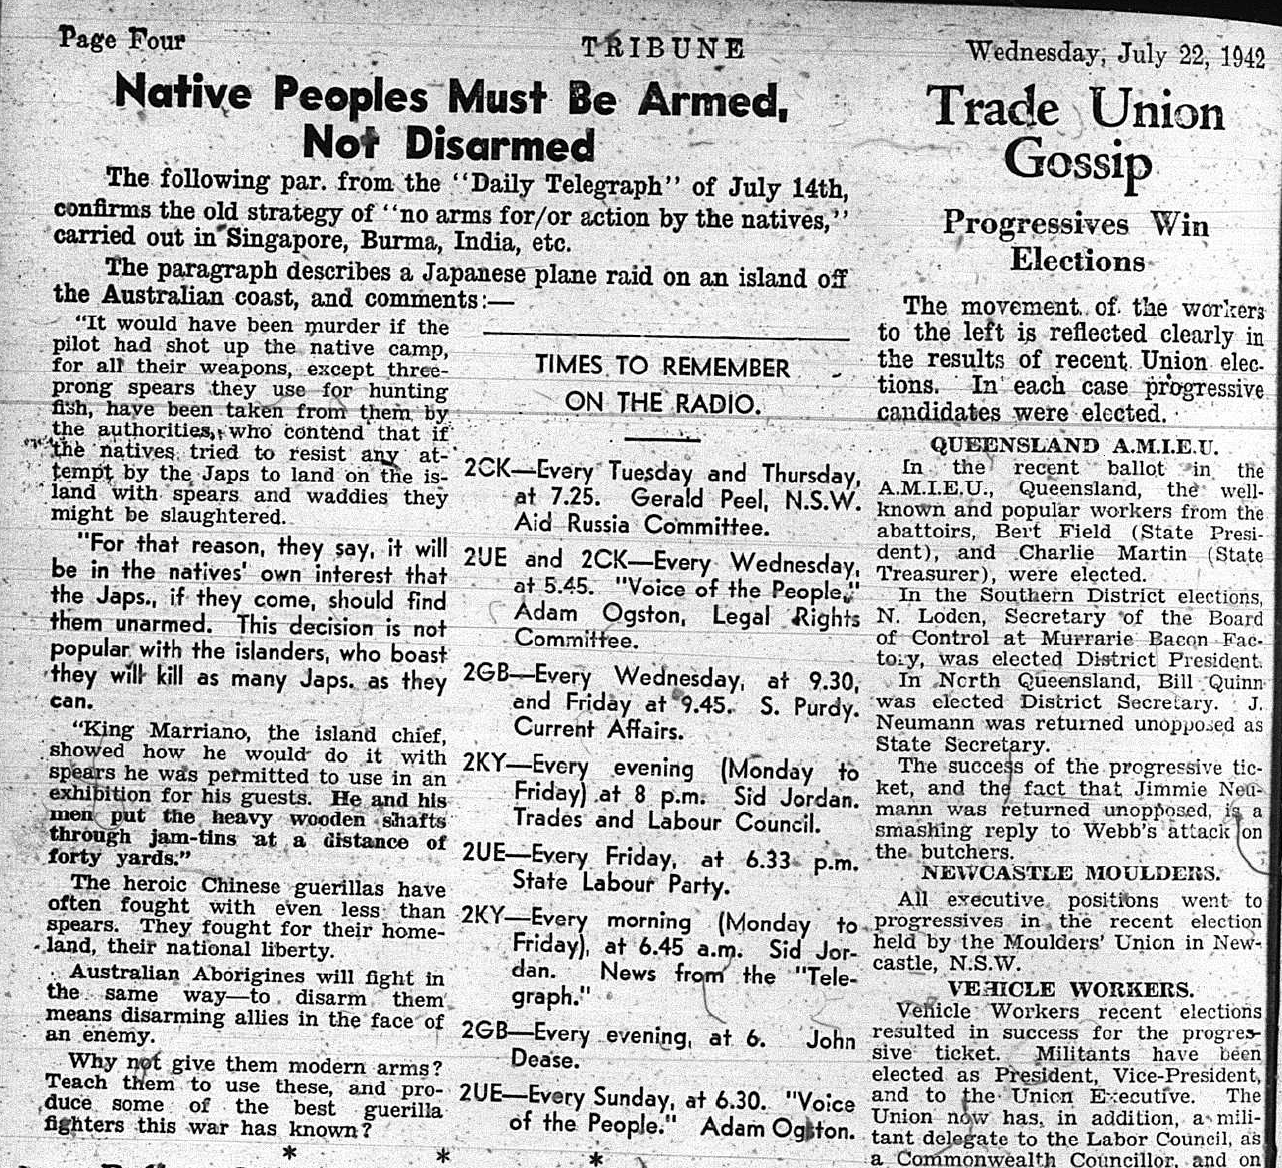 Page Four
TRIBUNE
Wednesday, July 22, 1942
Native Peoples Must Be Armed,
Not Disarmed
The following par. from the "Daily Telegraph" of July 14th,
confirms the old strategy of "no arms for/or action by the natives,"
carried out in Singapore, Burma, India, etc.
The paragraph describes a Japanese plane raid on an island off
the Australian coast, and comments:—
"It would have been murder if the
pilot had shot up the native camp,
for all their weapons, except three-
prong spears they use for hunting
fish, have been taken from them by
the authorities, who contend that if
the natives tried to resist any at-
tempt by the Japs to land on the is-
land with spears and waddies they
might be slaughtered.
"For that reason, they say, it will
be in the natives' own interest that
the Japs., if they come, should find
them unarmed. This decision is not
popular with the islanders, who boast
they will kill as many Japs. as they
can.
"King Marriano, the island chief,
showed how he would do it with
spears he was permitted to use in an
exhibition for his guests. He and his
men put the heavy wooden shafts
through jam-tins at a distance of
forty yards."
The heroic Chinese guerillas have
often fought with even less than
spears. They fought for their home-
land, their national liberty.
Australian Aborigines will fight in
the same way—to disarm them
means disarming allies in the face of
an enemy.
Why not give them modern arms?
Teach them to use these, and pro-
duce some of the best guerilla
fighters this war has known?
* * *
TIMES TO REMEMBER
ON THE RADIO.
2CK—Every Tuesday and Thursday,
at 7.25. Gerald Peel, N.S.W.
Aid Russia Committee.
2UE and 2CK—Every Wednesday,
at 5.45. "Voice of the People,"
Adam Ogston, Legal Rights
Committee.
2GB—Every Wednesday, at 9.30,
and Friday at 9.45. S. Purdy.
Current Affairs.
2KY—Every evening (Monday to
Friday) at 8 p.m. Sid Jordan.
Trades and Labour Council.
2UE—Every Friday, at 6.33 p.m.
State Labour Party.
2KY—Every morning (Monday to
Friday), at 6.45 a.m. Sid Jor-
dan. News from the "Tele-
graph."
2GB—Every evening, at 6. John
Dease.
2UE—Every Sunday, at 6.30. "Voice
of the People." Adam Ogston.
Trade Union
Gossip
Progressives Win
Elections
The movement of the workers
to the left is reflected clearly in
the results of recent Union elec-
tions. In each case progressive
candidates were elected.
QUEENSLAND A.M.I.E.U.
In the recent ballot in the
A.M.I.E.U., Queensland, the well-
known and popular workers from the
abattoirs, Bert Field (State Presi-
dent), and Charlie Martin (State
Treasurer), were elected.
In the Southern District elections,
N. Loden, Secretary of the Board
of Control at Murrarie Bacon Fac-
tory, was elected District President.
In North Queensland, Bill Quinn
was elected District Secretary. J.
Neumann was returned unopposed as
State Secretary.
The success of the progressive tic-
ket, and the fact that Jimmie Neu-
mann was returned unopposed, is a
smashing reply to Webb's attack on
the butchers.
NEWCASTLE MOULDERS.
All executive positions went to
progressives in the recent election
held by the Moulders' Union in New-
castle, N.S.W.
VEHICLE WORKERS.
Vehicle Workers recent elections
resulted in success for the progres-
sive ticket. Militants have been
elected as President, Vice-President,
and to the Union Executive. The
Union now has, in addition, a mili-
tant delegate to the Labor Council, as
a Commonwealth Councillor, and on